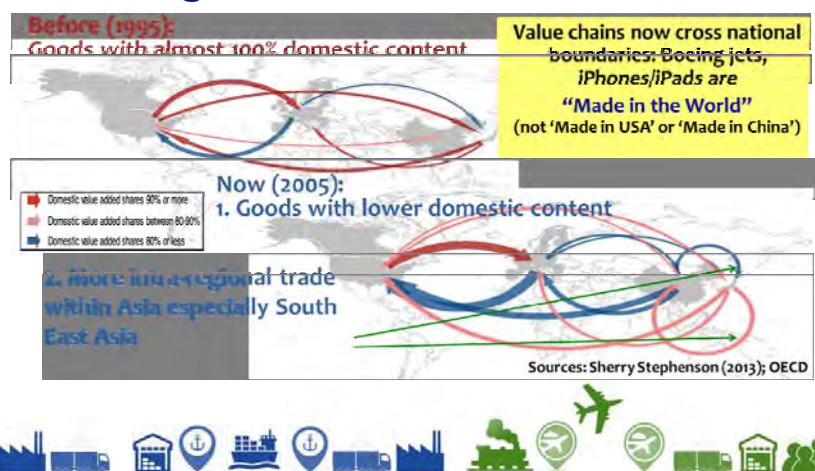 Before (1995):
Goods with almost 100% domestic content
Value chains now cross national
boundaries: Boeing jets,
iPhones/iPads are
“Made in the World”
(not ‘Made in USA’ or ‘Made in China’)
Now (2005):
1. Goods with lower domestic content
Domestic value added shares 90% or more
Domestic value added shares between 80-90%
Domestic value added shares 80% or less
2. More intra-regional trade
within Asia especially South
East Asia
Sources: Sherry Stephenson (2013); OECD